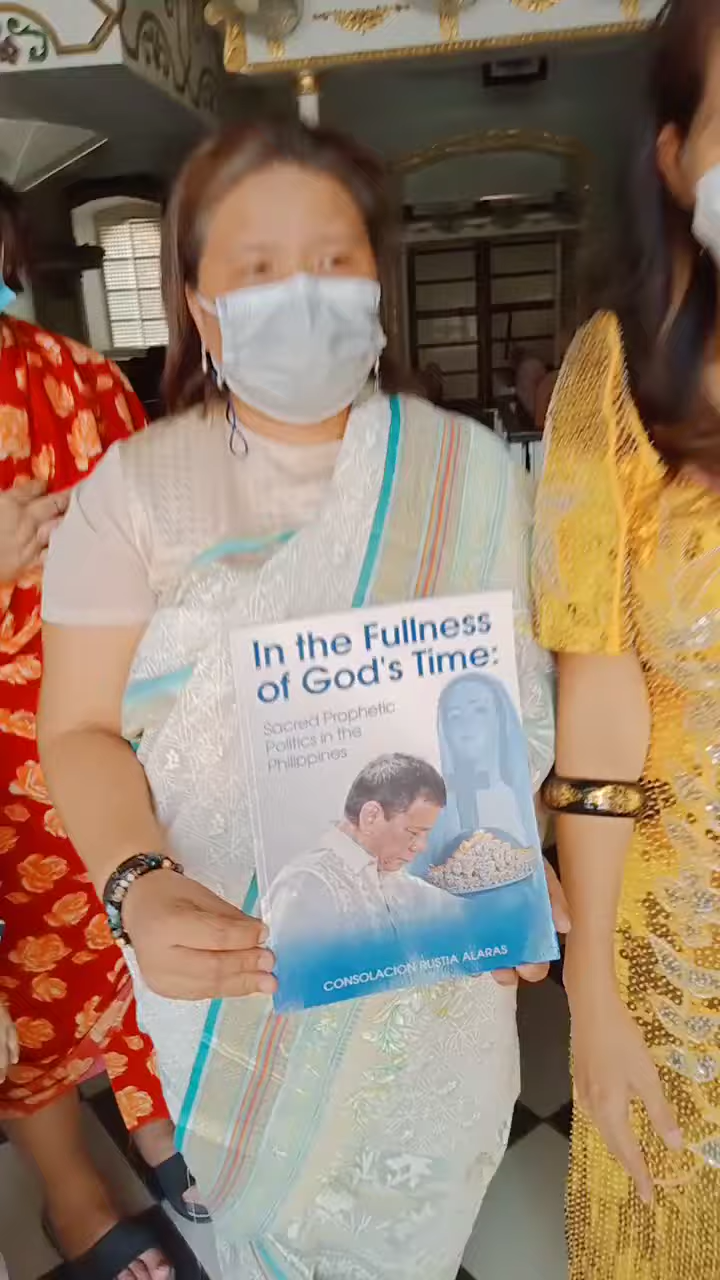 In the Fullness
of God's Time:
Sacred Prophetic
Politics in the
Philippines
CONSOLACION RUSTIA ALARAS